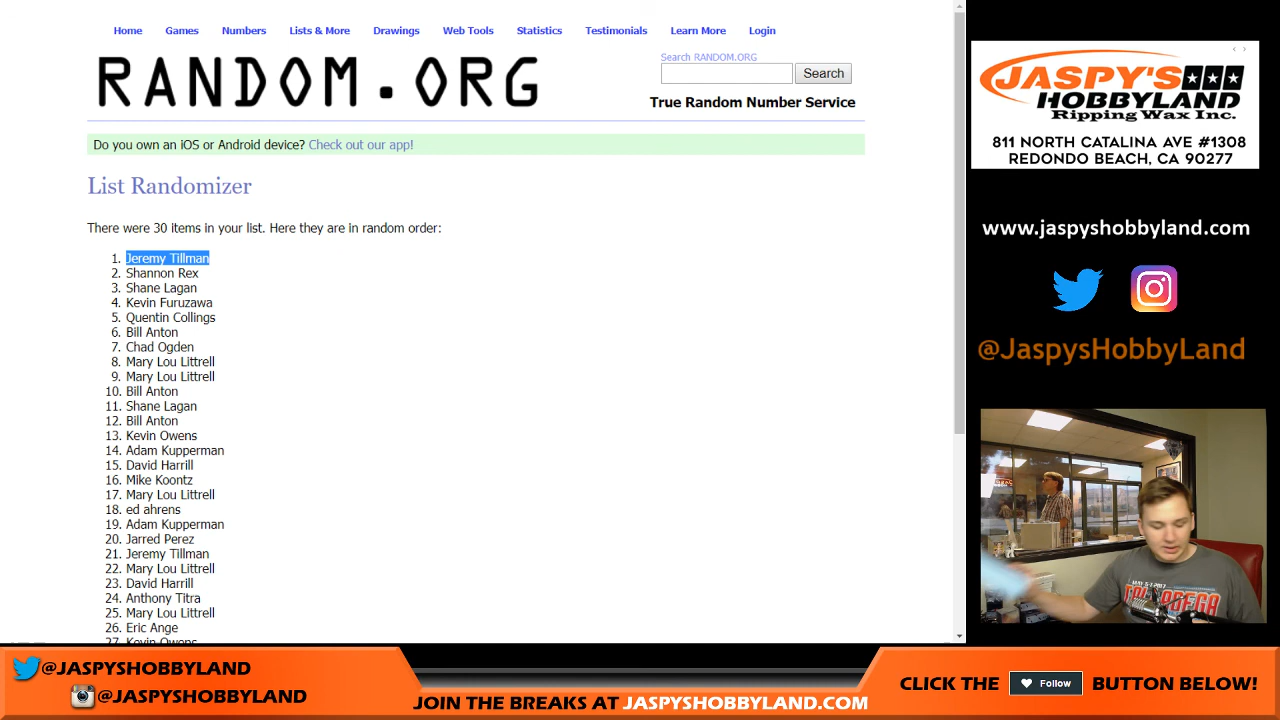 Home Games Numbers Lists & More Drawings Web Tools Statistics Testimonials Learn More Login
RANDOM.ORG
Search RANDOM.ORG
Search
True Random Number Service
Do you own an iOS or Android device? Check out our app!
List Randomizer
There were 30 items in your list. Here they are in random order:
1. Jeremy Tillman
2. Shannon Rex
3. Shane Lagan
4. Kevin Furuzawa
5. Quentin Collings
6. Bill Anton
7. Chad Ogden
8. Mary Lou Littrell
9. Mary Lou Littrell
10. Bill Anton
11. Shane Lagan
12. Bill Anton
13. Kevin Owens
14. Adam Kupperman
15. David Harrill
16. Mike Koontz
17. Mary Lou Littrell
18. ed ahrens
19. Adam Kupperman
20. Jarred Perez
21. Jeremy Tillman
22. Mary Lou Littrell
23. David Harrill
24. Anthony Titra
25. Mary Lou Littrell
26. Eric Ange
27. Kevin Owens
JASPY'S
HOBBYLAND
Ripping Wax Inc.
811 NORTH CATALINA AVE #1308
REDONDO BEACH, CA 90277
www.jaspyshobbyland.com
@JaspysHobbyLand
@JASPYSHOBBYLAND
@JASPYSHOBBYLAND
JOIN THE BREAKS AT JASPYSHOBBYLAND.COM
CLICK THE Follow BUTTON BELOW!